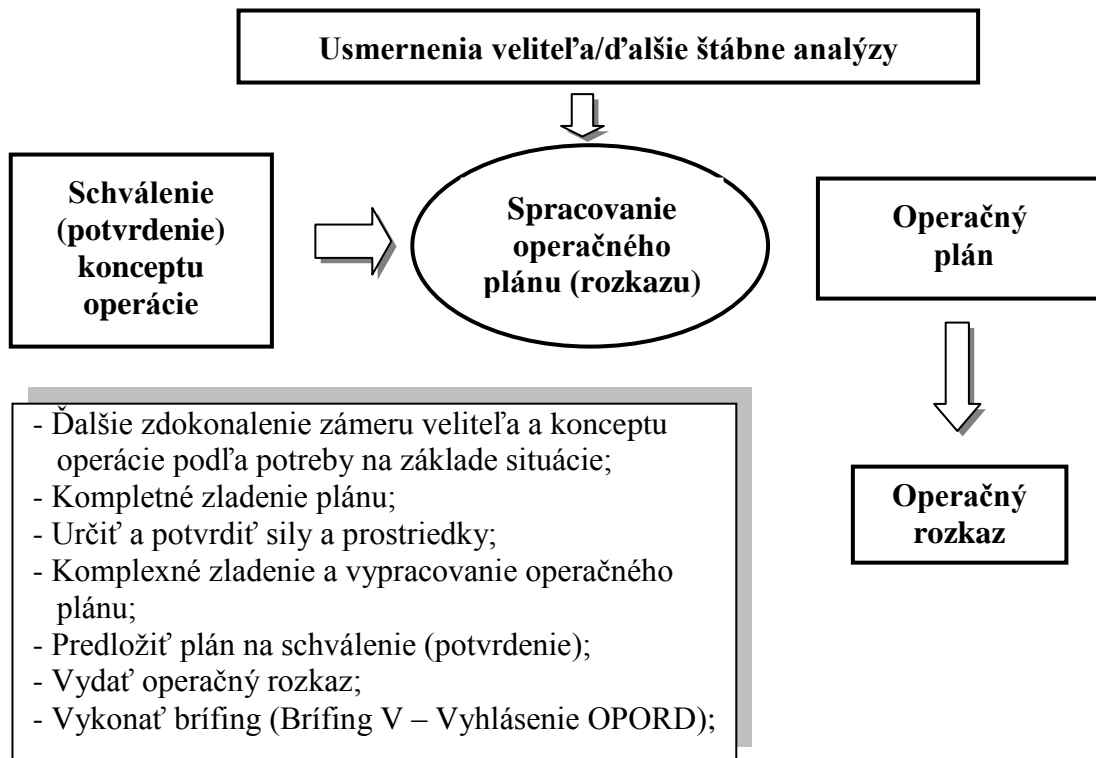 Usmernenia veliteľa/ďalšie štábne analýzy
Schválenie
(potvrdenie)
konceptu
operácie
Spracovanie
operačného
plánu (rozkazu)
Operačný
plán
Operačný
rozkaz
- Ďalšie zdokonalenie zámeru veliteľa a konceptu
operácie podľa potreby na základe situácie;
- Kompletné zladenie plánu;
- Určiť a potvrdiť sily a prostriedky;
- Komplexné zladenie a vypracovanie operačného
plánu;
- Predložiť plán na schválenie (potvrdenie);
- Vydať operačný rozkaz;
- Vykonať brífing (Brífing V – Vyhlásenie OPORD);